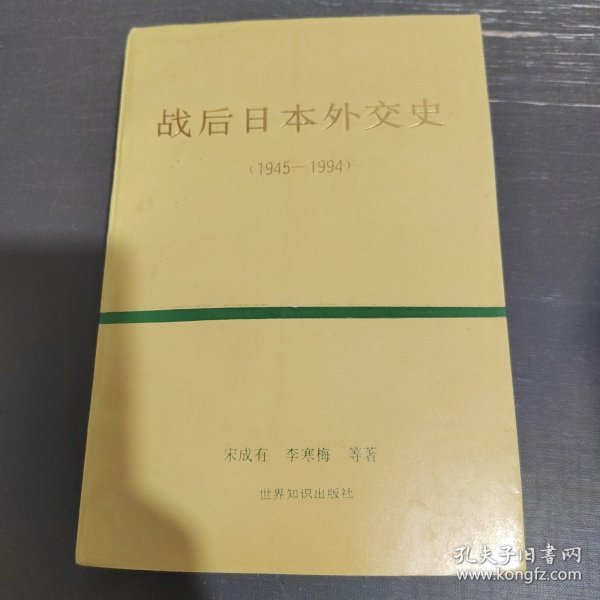 战后日本外交史
(1945—1994)
宋成有 李寒梅 等著
世界知识出版社
孔夫子旧书网
www.kongfz.com